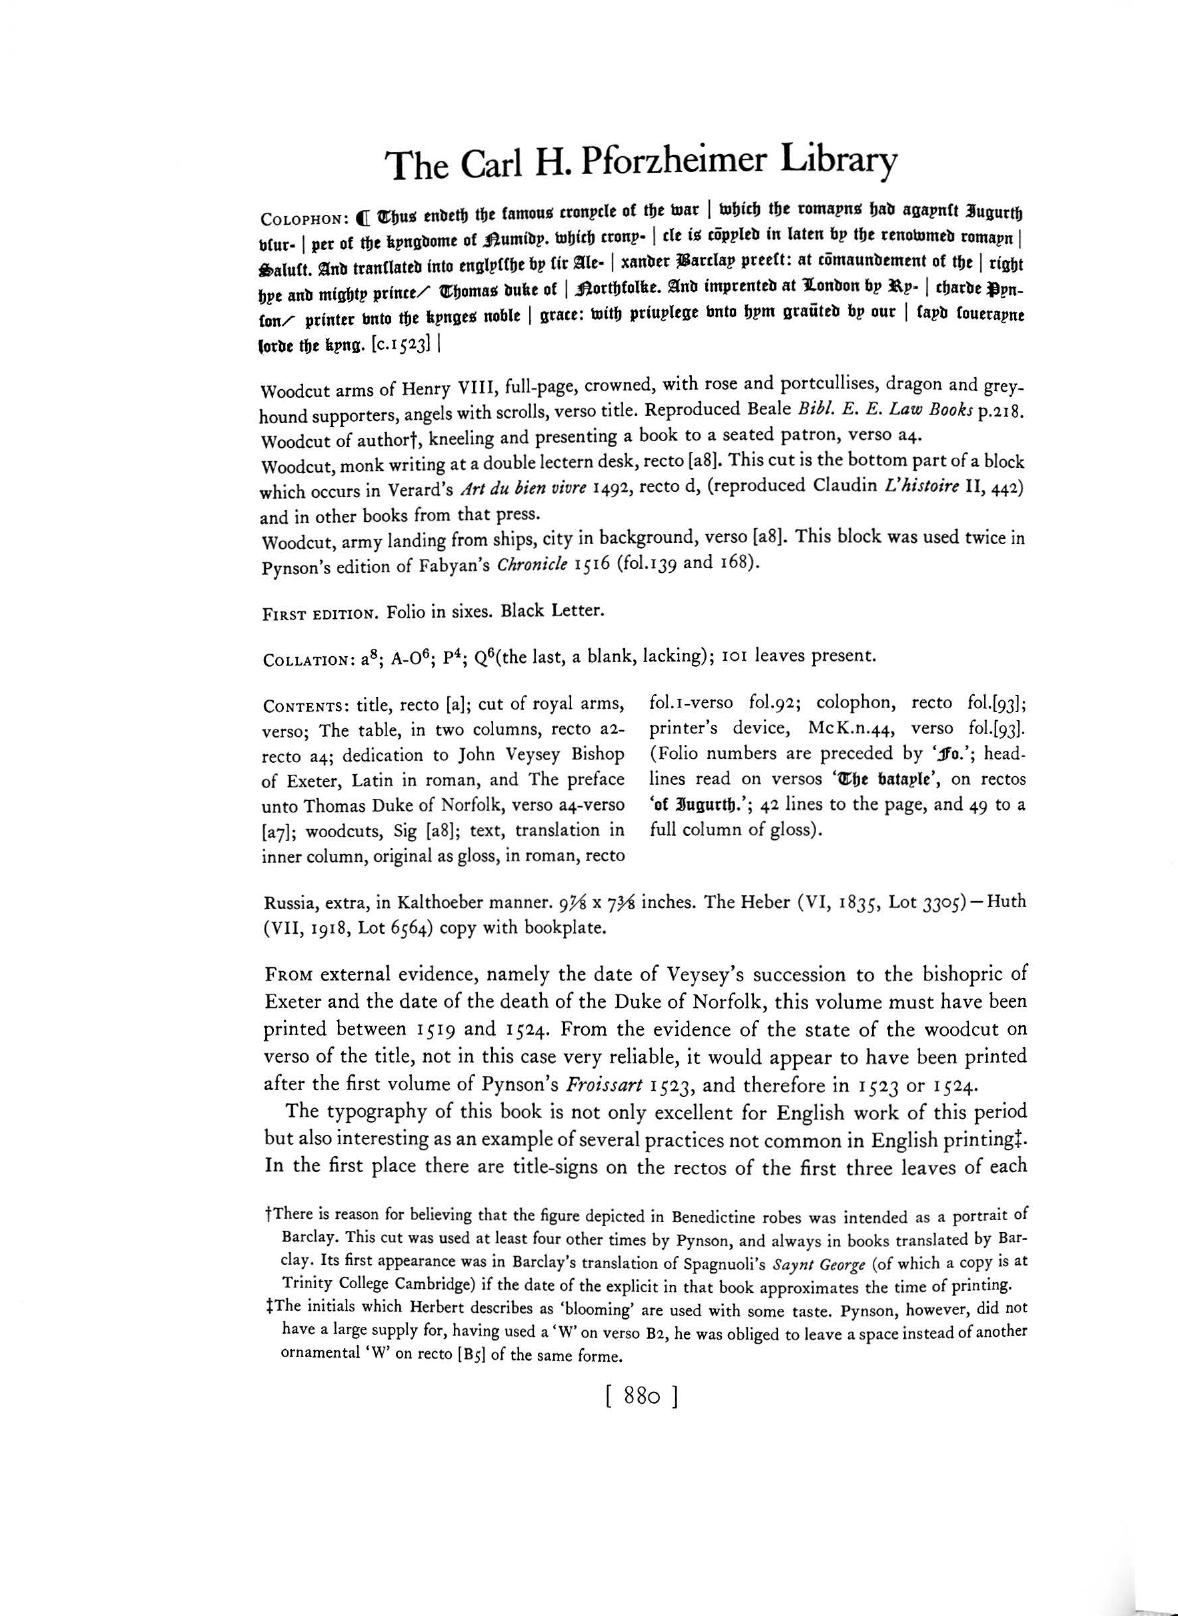 The Carl H. Pforzheimer Library
COLOPHON: ¶ Thus endeth the famous cronycle of the war | which the romayns had agaynst Jugurth
vsur- | per of the kyngdome of Numidy. which crony- | cle is cōpyled in laten by the renowmed romayn |
Salust. And translated into englysshe by sir Ale- | xander Barclay preest: at cōmaundement of the | right
hye and mighty prince/ Thomas duke of | Northfolke. And imprented at London by Ry- | charde Pyn-
son/ printer vnto the kynges noble | grace: with priuylege vnto hym graūted by our | sayd souerayne
lorde the kyng. [c.1523] |
Woodcut arms of Henry VIII, full-page, crowned, with rose and portcullises, dragon and grey-
hound supporters, angels with scrolls, verso title. Reproduced Beale Bibl. E. E. Law Books p.218.
Woodcut of author†, kneeling and presenting a book to a seated patron, verso a4.
Woodcut, monk writing at a double lectern desk, recto [a8]. This cut is the bottom part of a block
which occurs in Verard's Art du bien vivre 1492, recto d, (reproduced Claudin L'histoire II, 442)
and in other books from that press.
Woodcut, army landing from ships, city in background, verso [a8]. This block was used twice in
Pynson's edition of Fabyan's Chronicle 1516 (fol.139 and 168).
FIRST EDITION. Folio in sixes. Black Letter.
COLLATION: a⁸; A-O⁶; P⁴; Q⁶(the last, a blank, lacking); 101 leaves present.
CONTENTS: title, recto [a]; cut of royal arms,
verso; The table, in two columns, recto a2-
recto a4; dedication to John Veysey Bishop
of Exeter, Latin in roman, and The preface
unto Thomas Duke of Norfolk, verso a4-verso
[a7]; woodcuts, Sig [a8]; text, translation in
inner column, original as gloss, in roman, recto
fol.1-verso fol.92; colophon, recto fol.[93];
printer's device, McK.n.44, verso fol.[93].
(Folio numbers are preceded by 'Fo.'; head-
lines read on versos 'The batayle', on rectos
'of Jugurth.'; 42 lines to the page, and 49 to a
full column of gloss).
Russia, extra, in Kalthoeber manner. 9⅞ x 7⅜ inches. The Heber (VI, 1835, Lot 3305)—Huth
(VII, 1918, Lot 6564) copy with bookplate.
FROM external evidence, namely the date of Veysey's succession to the bishopric of
Exeter and the date of the death of the Duke of Norfolk, this volume must have been
printed between 1519 and 1524. From the evidence of the state of the woodcut on
verso of the title, not in this case very reliable, it would appear to have been printed
after the first volume of Pynson's Froissart 1523, and therefore in 1523 or 1524.
The typography of this book is not only excellent for English work of this period
but also interesting as an example of several practices not common in English printing‡.
In the first place there are title-signs on the rectos of the first three leaves of each
†There is reason for believing that the figure depicted in Benedictine robes was intended as a portrait of
Barclay. This cut was used at least four other times by Pynson, and always in books translated by Bar-
clay. Its first appearance was in Barclay's translation of Spagnuoli's Saynt George (of which a copy is at
Trinity College Cambridge) if the date of the explicit in that book approximates the time of printing.
‡The initials which Herbert describes as 'blooming' are used with some taste. Pynson, however, did not
have a large supply for, having used a 'W' on verso B2, he was obliged to leave a space instead of another
ornamental 'W' on recto [B5] of the same forme.
[ 880 ]